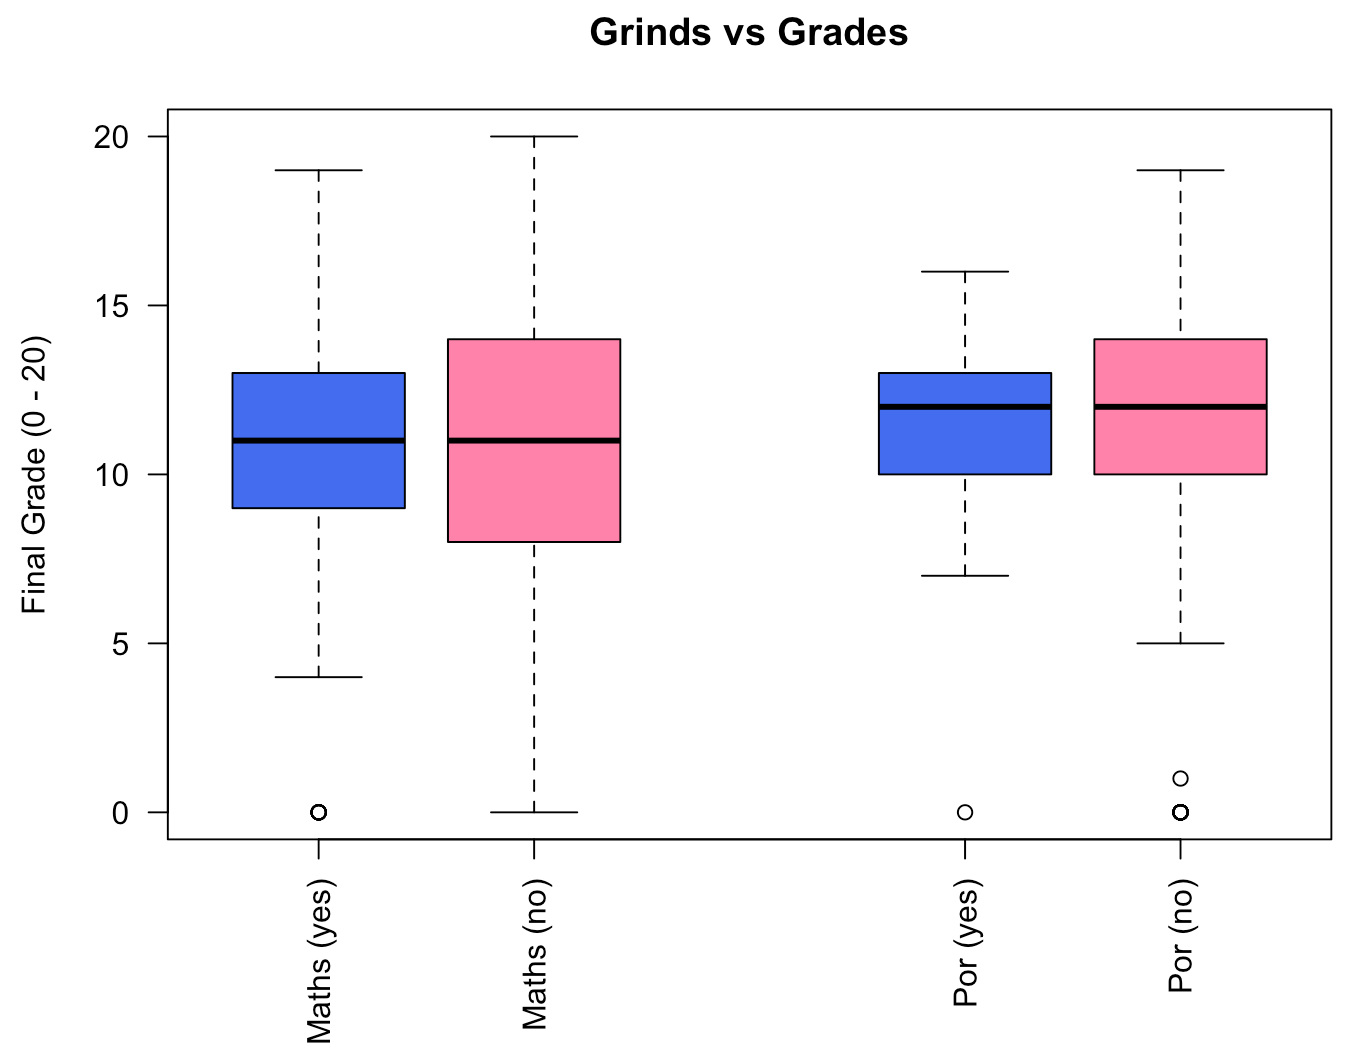 Grinds vs Grades
Final Grade (0 - 20)
20
15
10
5
0
Maths (yes)
Maths (no)
Por (yes)
Por (no)